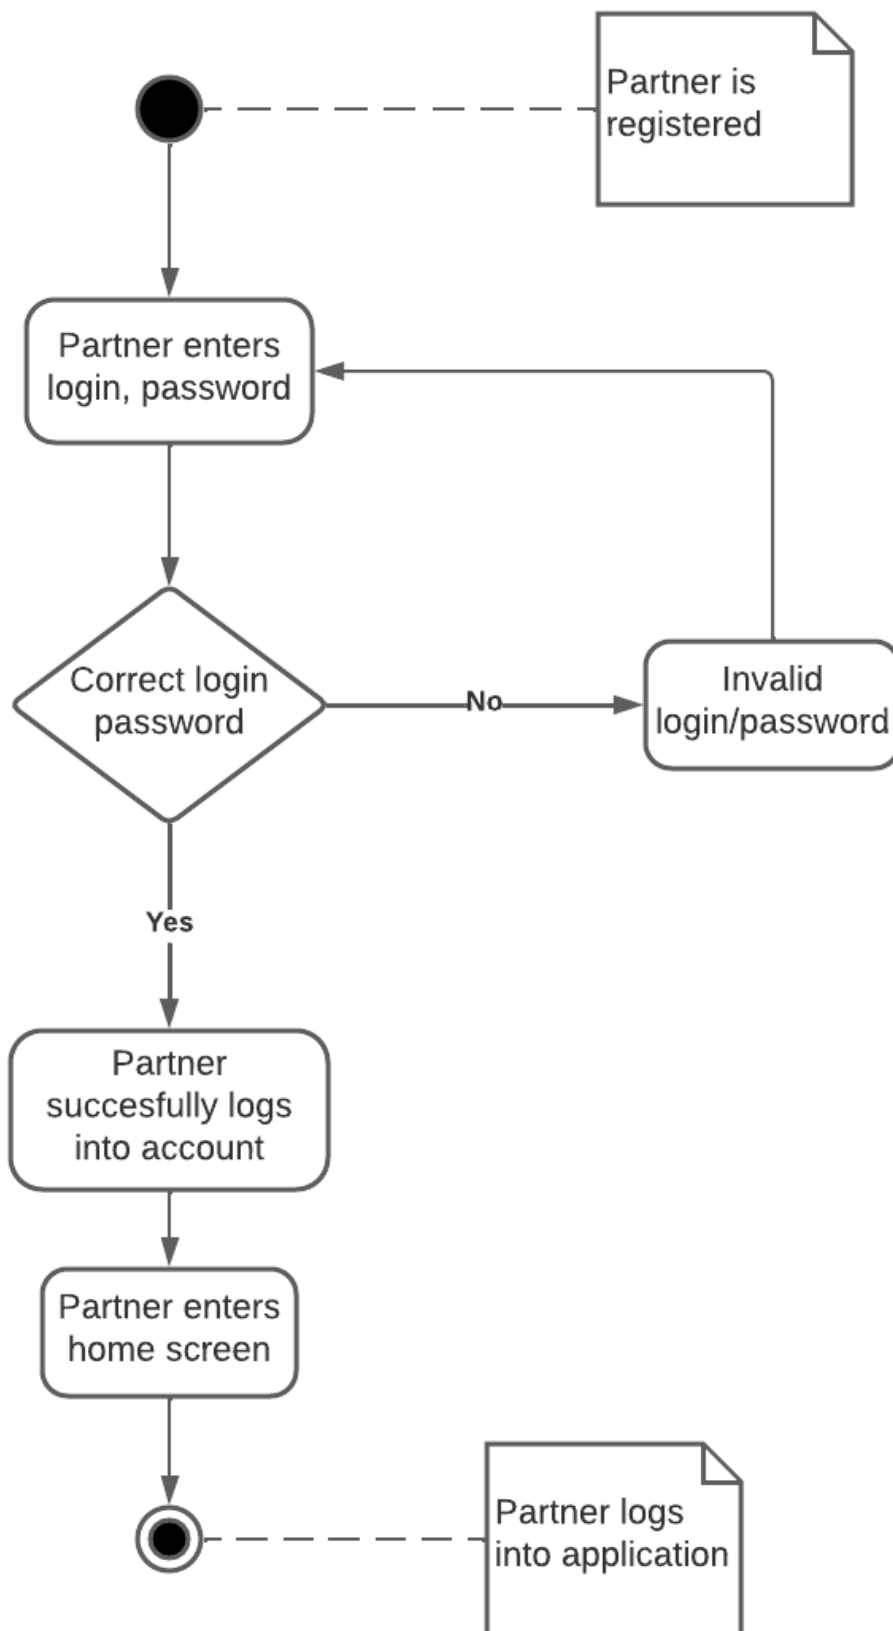 Partner is
registered
Partner enters
login, password
Correct login
password
No
Invalid
login/password
Yes
Partner
succesfully logs
into account
Partner enters
home screen
Partner logs
into application